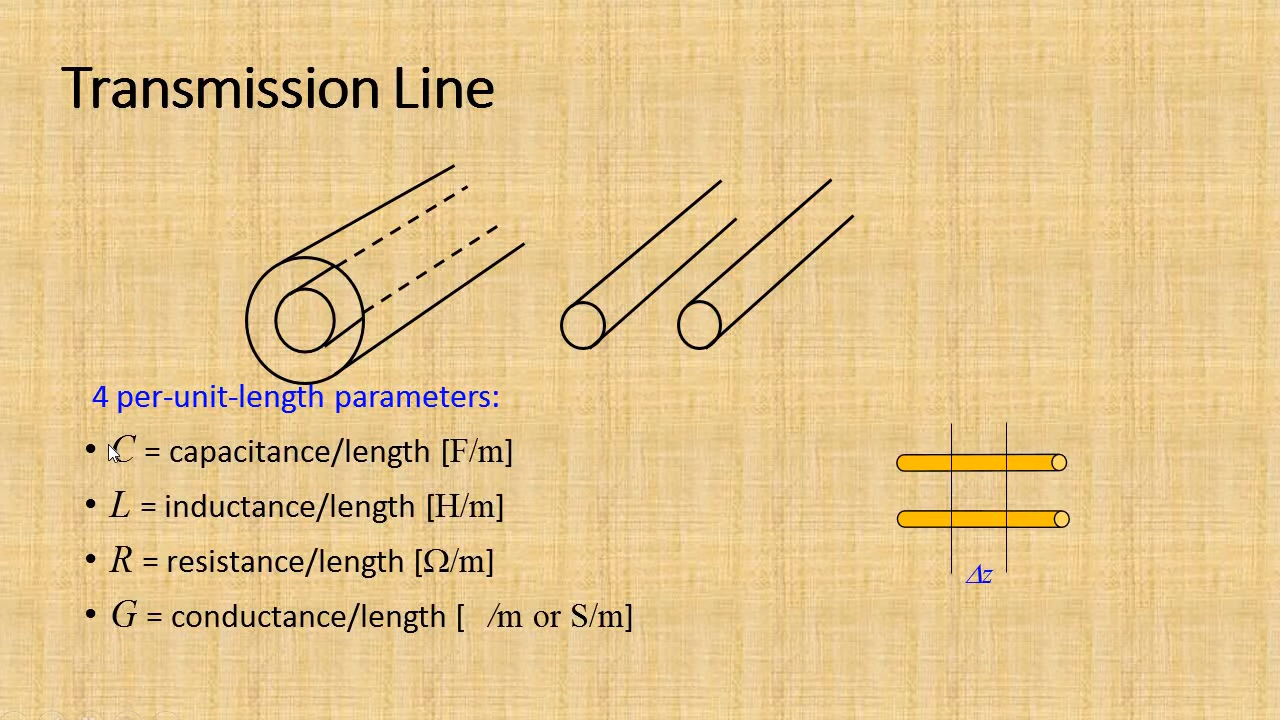 Transmission Line
4 per-unit-length parameters:
• C = capacitance/length [F/m]
• L = inductance/length [H/m]
• R = resistance/length [Ω/m]
• G = conductance/length [ /m or S/m]
Δz